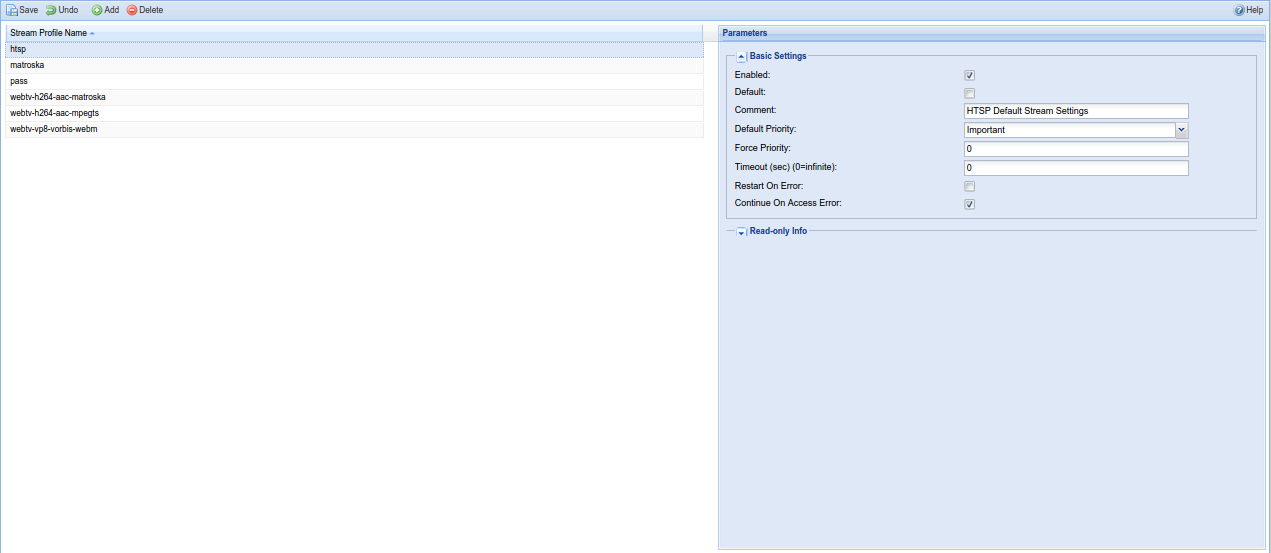 Save Undo Add Delete Help
Stream Profile Name
htsp
matroska
pass
webtv-h264-aac-matroska
webtv-h264-aac-mpegts
webtv-vp8-vorbis-webm
Parameters
Basic Settings
Enabled:
Default:
Comment: HTSP Default Stream Settings
Default Priority: Important
Force Priority: 0
Timeout (sec) (0=infinite): 0
Restart On Error:
Continue On Access Error:
Read-only Info